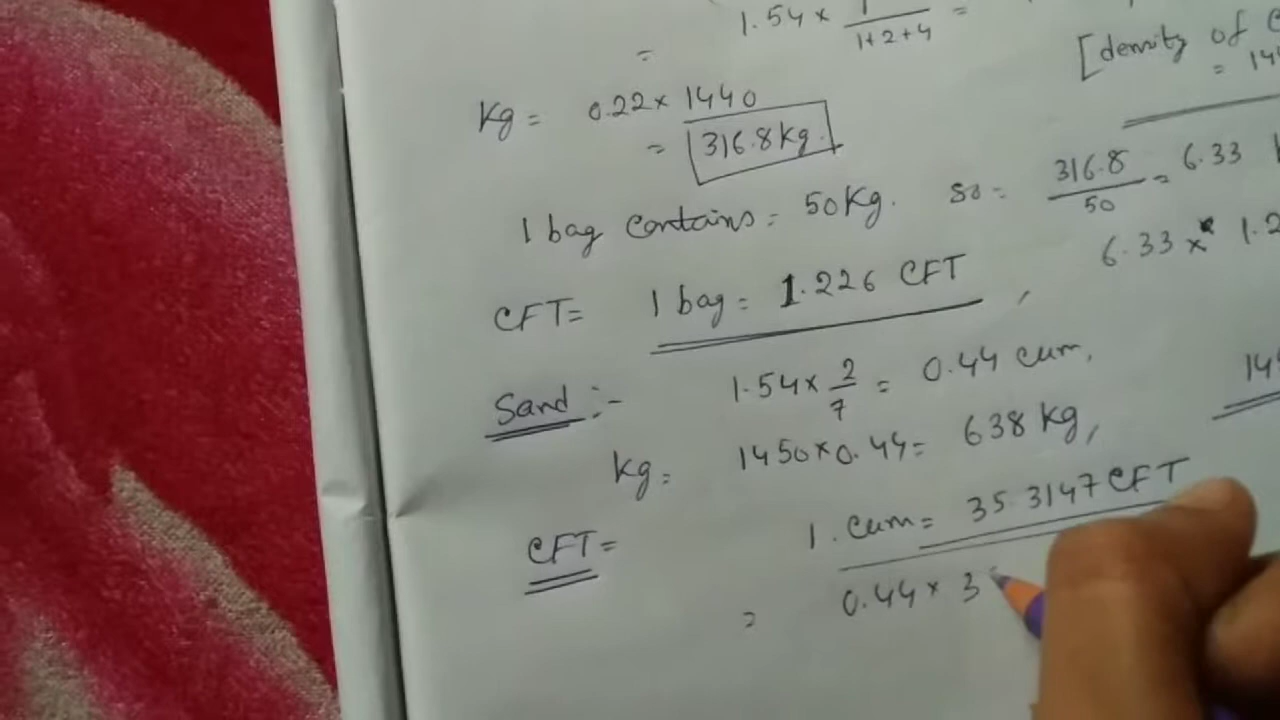 1.54 × 1/1+2+4 =
=
[density of
= 14
Kg = 0.22 × 1440
= 316.8 kg.
1 bag contains = 50 Kg. so = 316.8/50 = 6.33
6.33 × 1.2
CFT = 1 bag = 1.226 CFT
Sand :- 1.54 × 2/7 = 0.44 cum,
kg = 1450 × 0.44 = 638 kg,
CFT = 1. cum = 35.3147 CFT
= 0.44 × 3